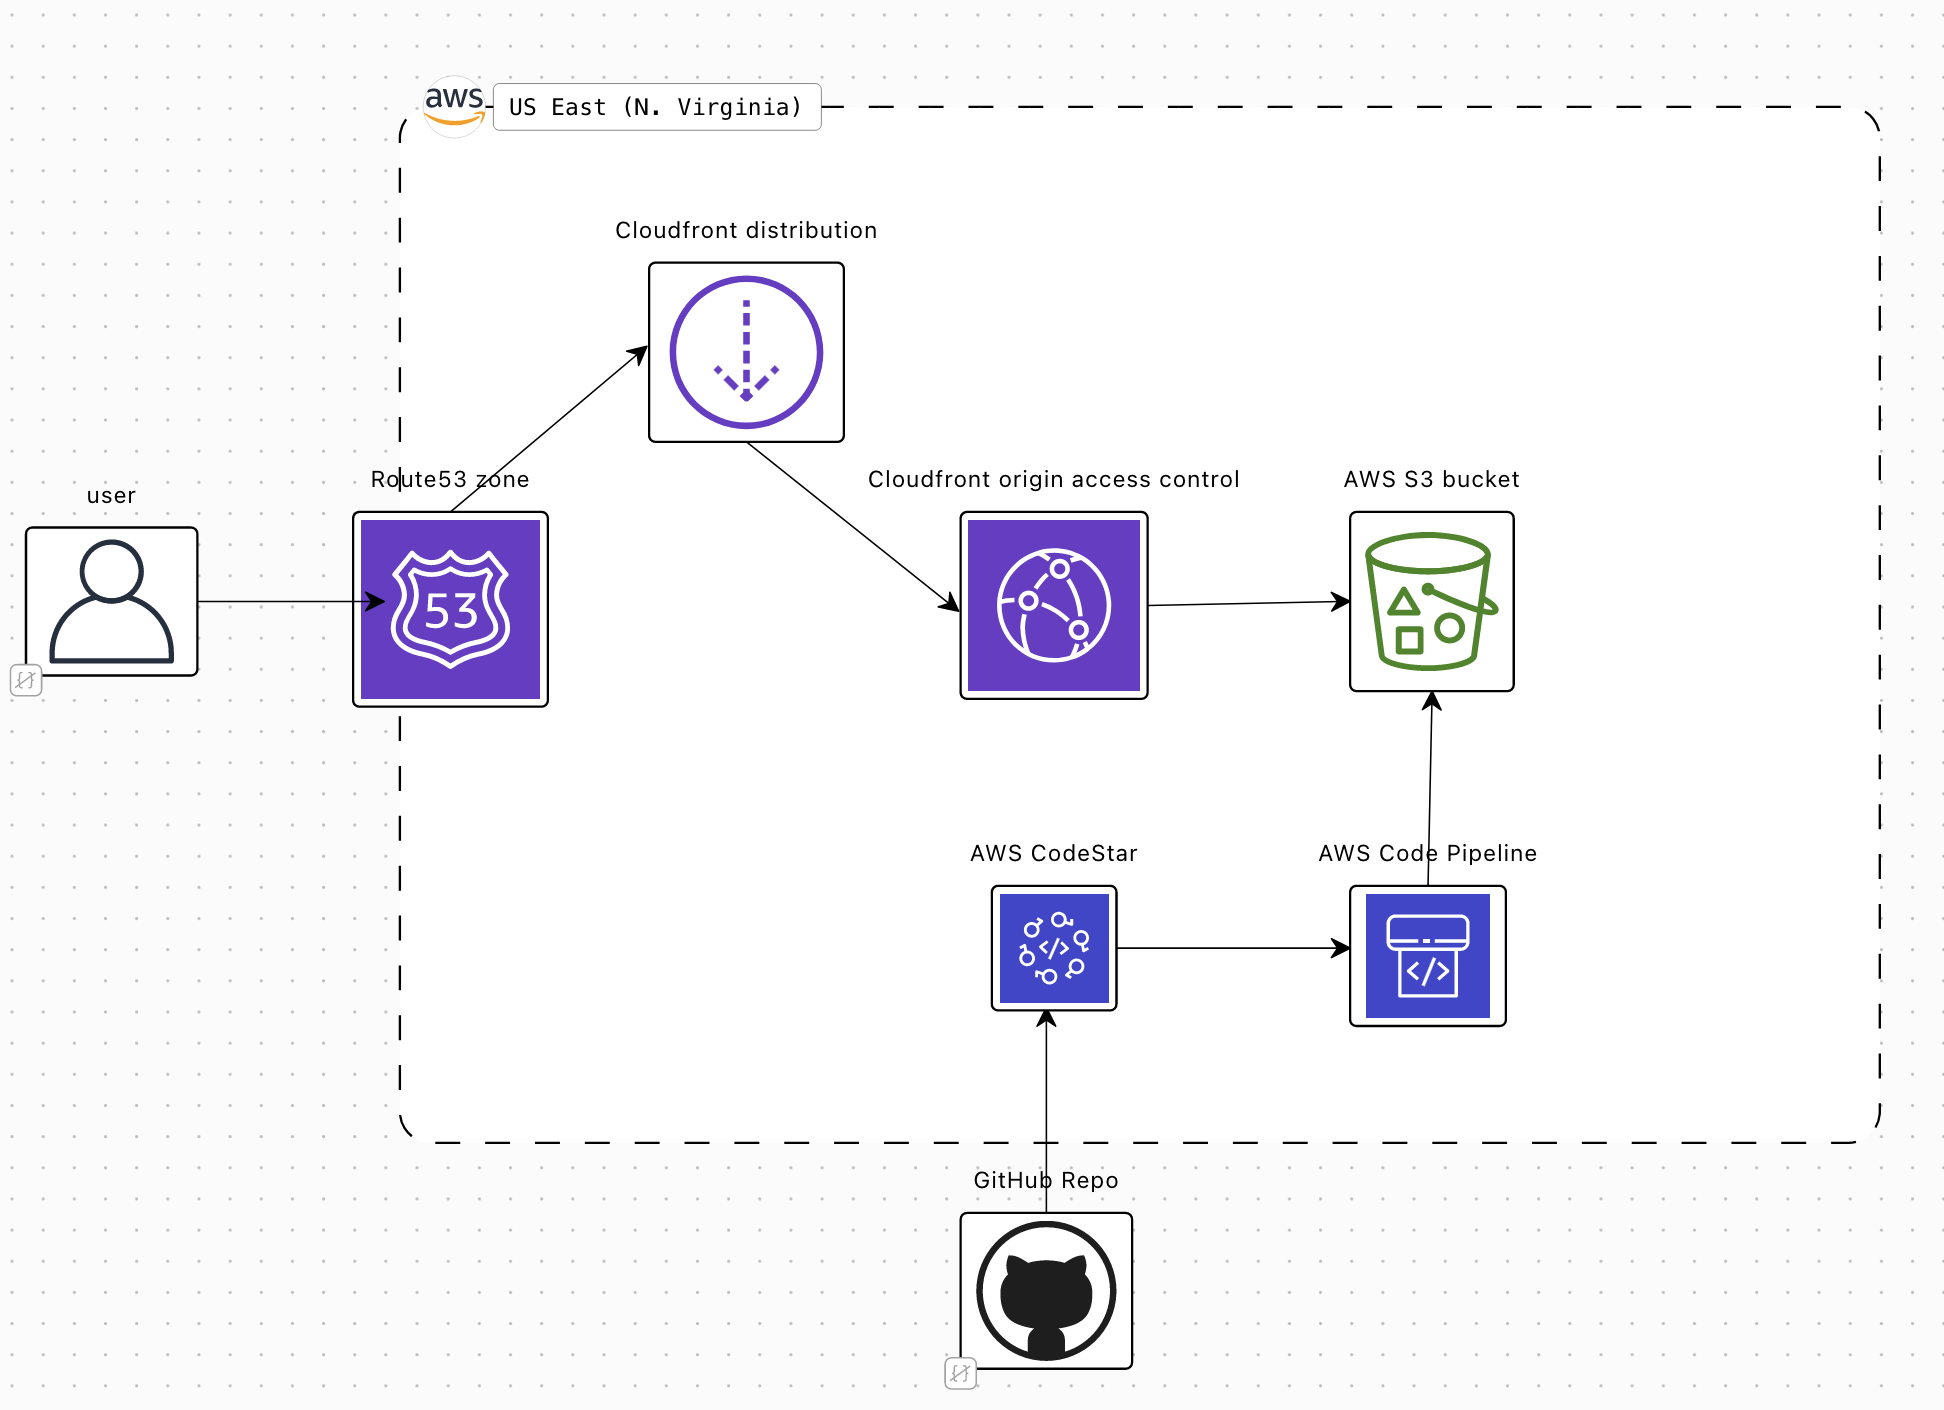 aws
US East (N. Virginia)
Cloudfront distribution
Route53 zone
Cloudfront origin access control
AWS S3 bucket
user
53
AWS CodeStar
AWS Code Pipeline
</>
</>
GitHub Repo